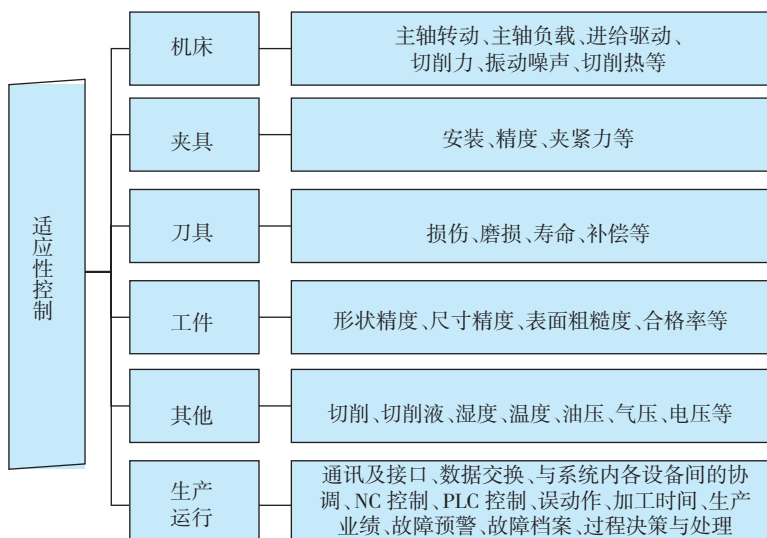 适应性控制
机床
主轴转动、主轴负载、进给驱动、
切削力、振动噪声、切削热等
夹具
安装、精度、夹紧力等
刀具
损伤、磨损、寿命、补偿等
工件
形状精度、尺寸精度、表面粗糙度、合格率等
其他
切削、切削液、湿度、温度、油压、气压、电压等
生产
运行
通讯及接口、数据交换、与系统内各设备间的协
调、NC 控制、PLC 控制、误动作、加工时间、生产
业绩、故障预警、故障档案、过程决策与处理